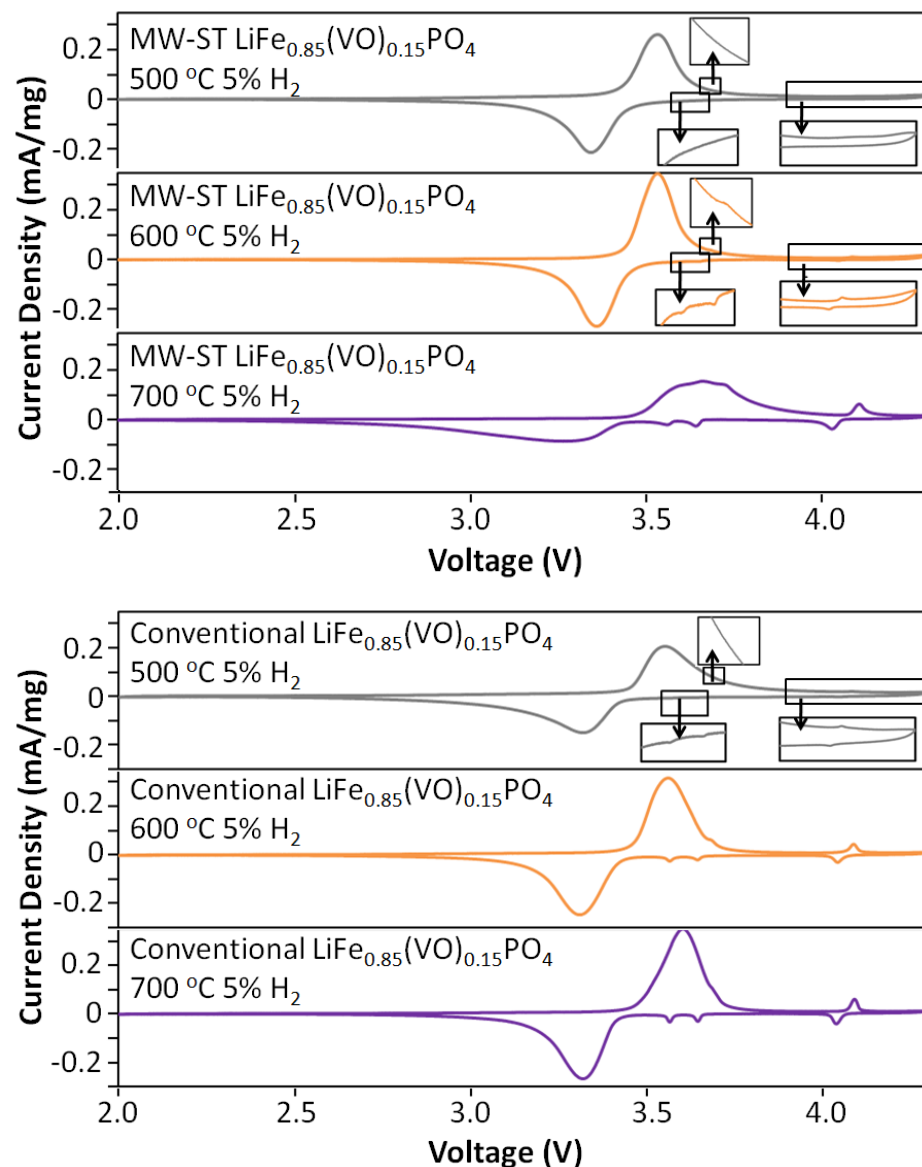 Current Density (mA/mg)
0.2
0
-0.2
MW-ST LiFe₀.₈₅(VO)₀.₁₅PO₄
500 °C 5% H₂
0.2
0
-0.2
MW-ST LiFe₀.₈₅(VO)₀.₁₅PO₄
600 °C 5% H₂
0.2
0
-0.2
MW-ST LiFe₀.₈₅(VO)₀.₁₅PO₄
700 °C 5% H₂
2.0 2.5 3.0 3.5 4.0
Voltage (V)
Current Density (mA/mg)
0.2
0
-0.2
Conventional LiFe₀.₈₅(VO)₀.₁₅PO₄
500 °C 5% H₂
0.2
0
-0.2
Conventional LiFe₀.₈₅(VO)₀.₁₅PO₄
600 °C 5% H₂
0.2
0
-0.2
Conventional LiFe₀.₈₅(VO)₀.₁₅PO₄
700 °C 5% H₂
2.0 2.5 3.0 3.5 4.0
Voltage (V)